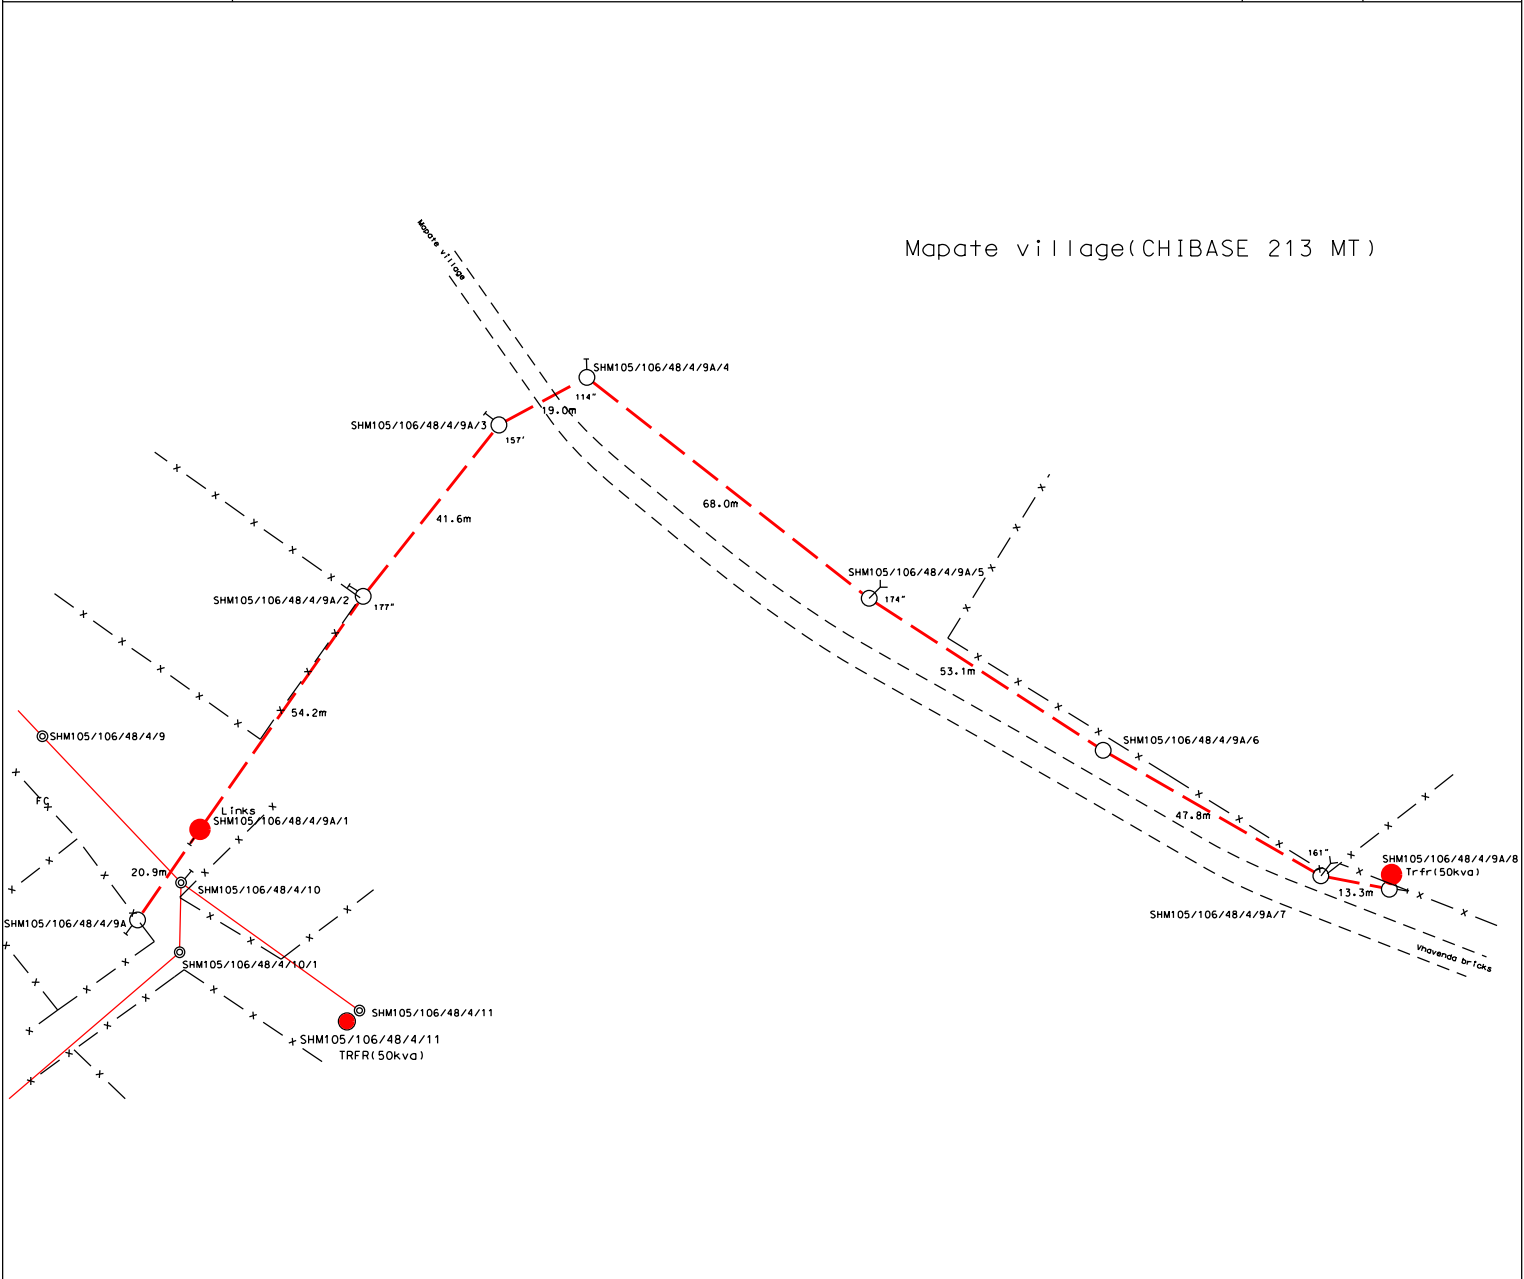 Mapate village
Mapate village(CHIBASE 213 MT)
SHM105/106/48/4/9A/4
114"
19.0m
SHM105/106/48/4/9A/3
157'
68.0m
41.6m
SHM105/106/48/4/9A/5
174"
SHM105/106/48/4/9A/2
177"
53.1m
54.2m
SHM105/106/48/4/9
SHM105/106/48/4/9A/6
FC
Links
SHM105/106/48/4/9A/1
47.8m
161"
SHM105/106/48/4/9A/8
Trfr(50kva)
20.9m
SHM105/106/48/4/10
13.3m
SHM105/106/48/4/9A/7
SHM105/106/48/4/9A
Vhavenda bricks
SHM105/106/48/4/10/1
SHM105/106/48/4/11
SHM105/106/48/4/11
TRFR(50kva)